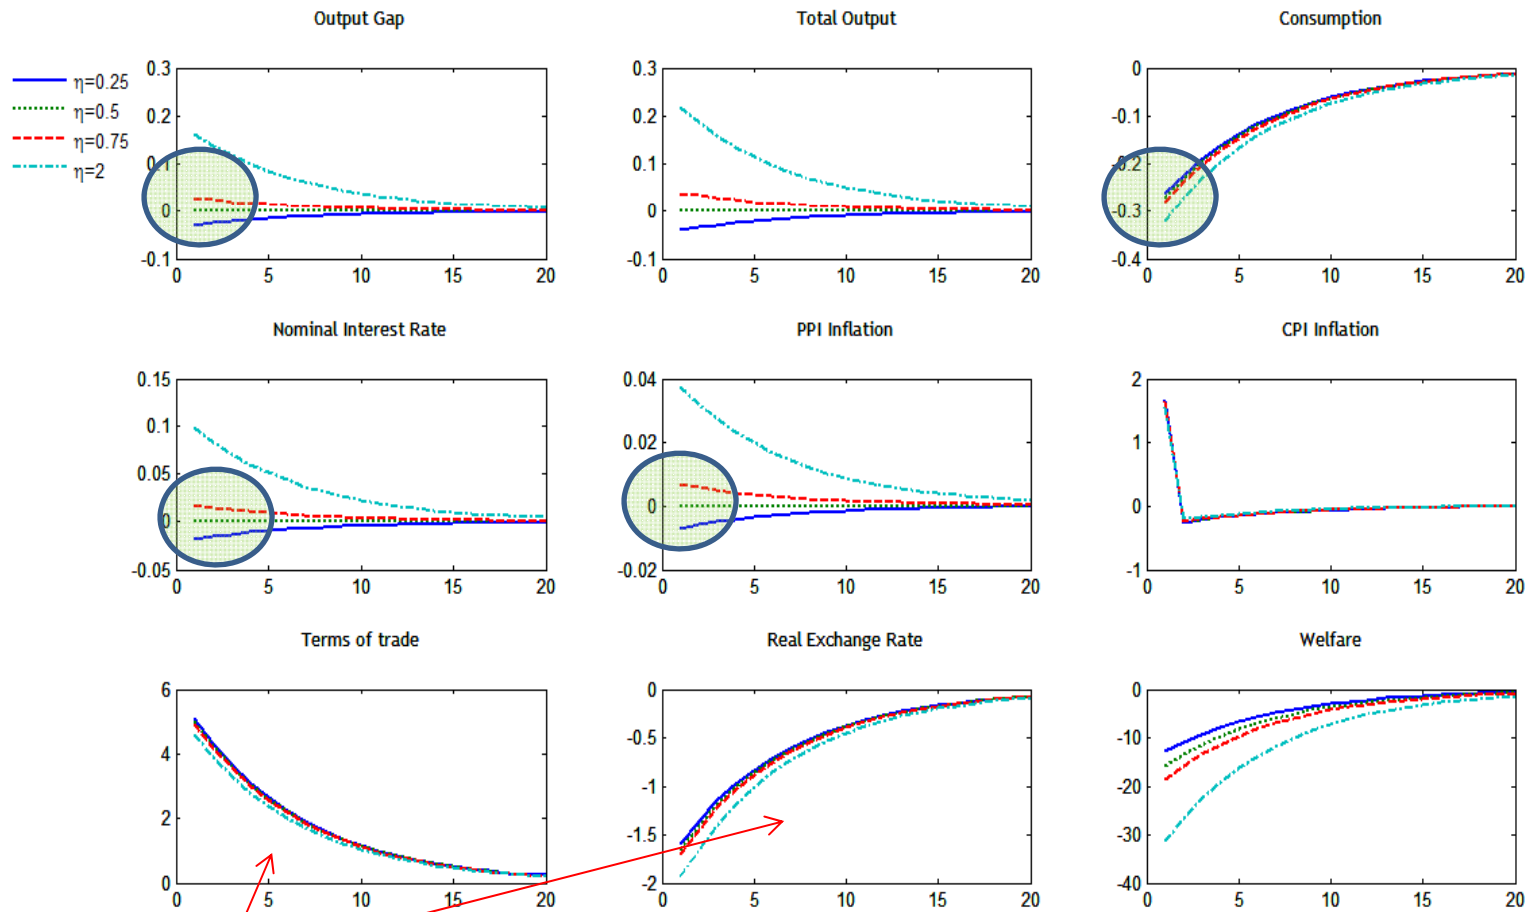 Output Gap
Total Output
Consumption
η=0.25
η=0.5
η=0.75
η=2
0.3
0.2
0.1
0
-0.1
0 5 10 15 20
0.3
0.2
0.1
0
-0.1
0 5 10 15 20
0
-0.1
-0.2
-0.3
-0.4
0 5 10 15 20
Nominal Interest Rate
PPI Inflation
CPI Inflation
0.15
0.1
0.05
0
-0.05
0 5 10 15 20
0.04
0.02
0
-0.02
0 5 10 15 20
2
1
0
-1
0 5 10 15 20
Terms of trade
Real Exchange Rate
Welfare
6
4
2
0
0 5 10 15 20
0
-0.5
-1
-1.5
-2
0 5 10 15 20
0
-10
-20
-30
-40
0 5 10 15 20